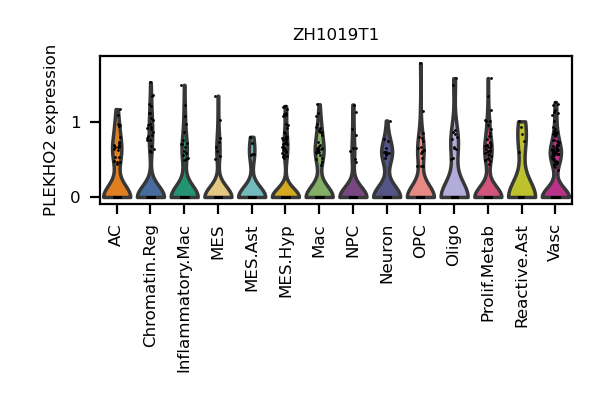 ZH1019T1
PLEKHO2 expression
1
0
AC
Chromatin.Reg
Inflammatory.Mac
MES
MES.Ast
MES.Hyp
Mac
NPC
Neuron
OPC
Oligo
Prolif.Metab
Reactive.Ast
Vasc